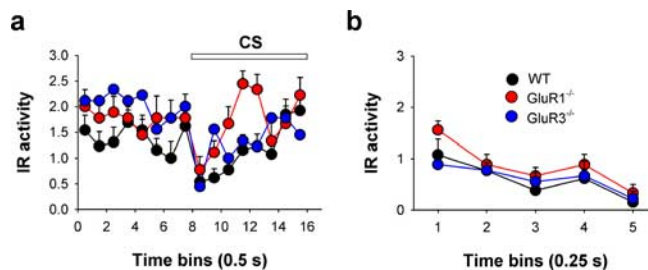 a
CS
IR activity
3.0
2.5
2.0
1.5
1.0
0.5
0.0
0 2 4 6 8 10 12 14 16
Time bins (0.5 s)
b
IR activity
3
2
1
0
WT
GluR1-/-
GluR3-/-
1 2 3 4 5
Time bins (0.25 s)